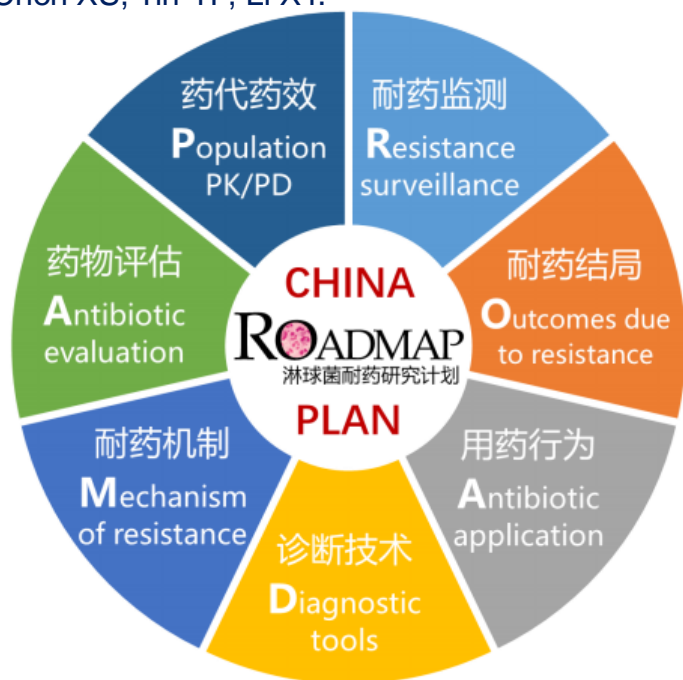 药代药效
Population
PK/PD
耐药监测
Resistance
surveillance
耐药结局
Outcomes due
to resistance
用药行为
Antibiotic
application
诊断技术
Diagnostic
tools
耐药机制
Mechanism
of resistance
药物评估
Antibiotic
evaluation
CHINA
ROADMAP
淋球菌耐药研究计划
PLAN